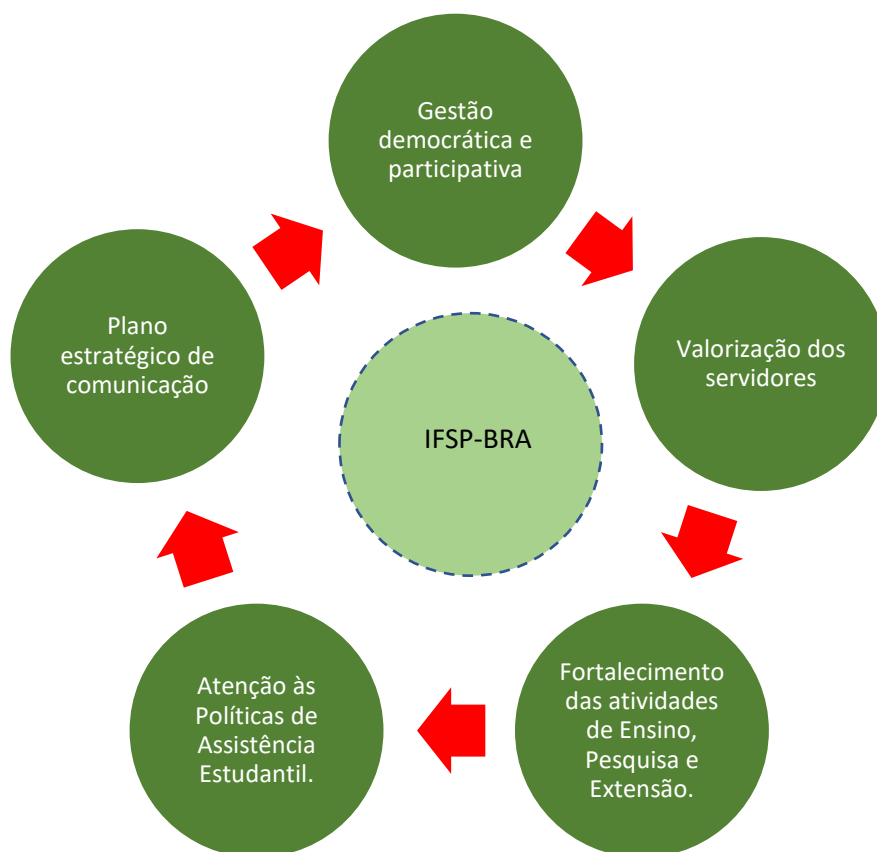 Gestão
democrática e
participativa
Plano
estratégico de
comunicação
Valorização dos
servidores
IFSP-BRA
Atenção às
Políticas de
Assistência
Estudantil.
Fortalecimento
das atividades
de Ensino,
Pesquisa e
Extensão.